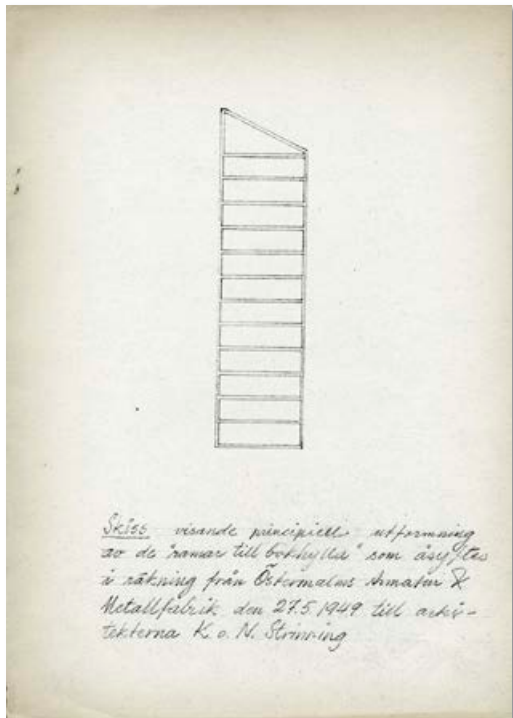 Skiss visande principiell utformning
av de "ramar till bokhylla" som åsyftes
i räkning från Östermalms Armatur &
Metallfabrik den 27.5.1949 till arki-
tekterna K. o. N. Strinning